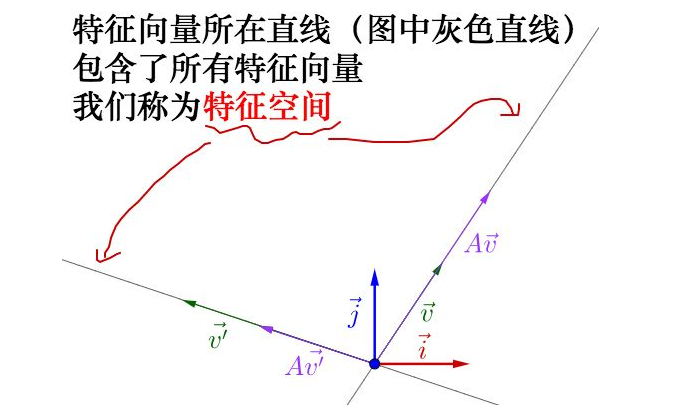 特征向量所在直线（图中灰色直线）
包含了所有特征向量
我们称为特征空间
A\vec{v}
\vec{j}
\vec{v}
\vec{i}
\vec{v'}
A\vec{v'}